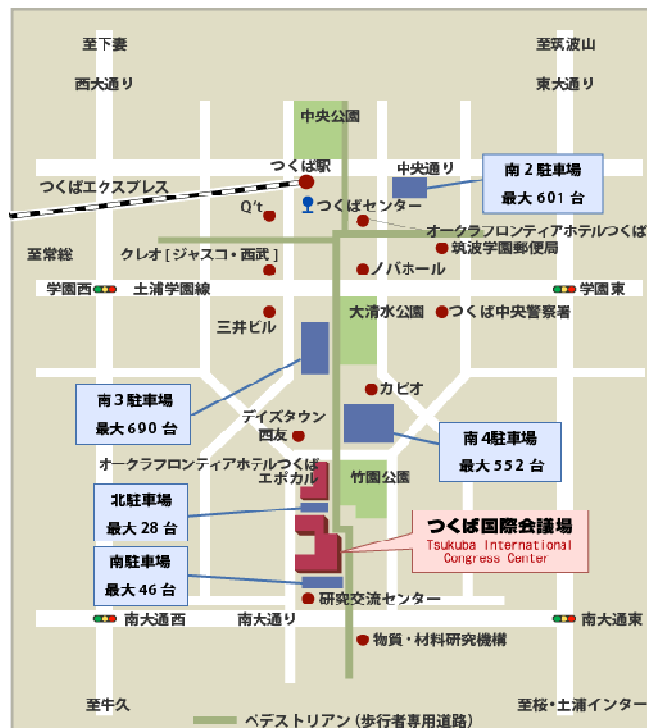 至下妻
至筑波山
西大通り
東大通り
中央公園
つくば駅
中央通り
南2駐車場
最大601台
つくばエクスプレス
Q't
つくばセンター
オークラフロンティアホテルつくば
筑波学園郵便局
至常総
クレオ[ジャスコ・西武]
ノバホール
学園西
土浦学園線
学園東
大清水公園
つくば中央警察署
三井ビル
南3駐車場
最大690台
カピオ
デイズタウン
西友
南4駐車場
最大552台
オークラフロンティアホテルつくば
エポカル
竹園公園
北駐車場
最大28台
つくば国際会議場
Tsukuba International
Congress Center
南駐車場
最大46台
研究交流センター
南大通西
南大通り
南大通東
物質・材料研究機構
至牛久
至桜・土浦インター
ペデストリアン(歩行者専用道路)